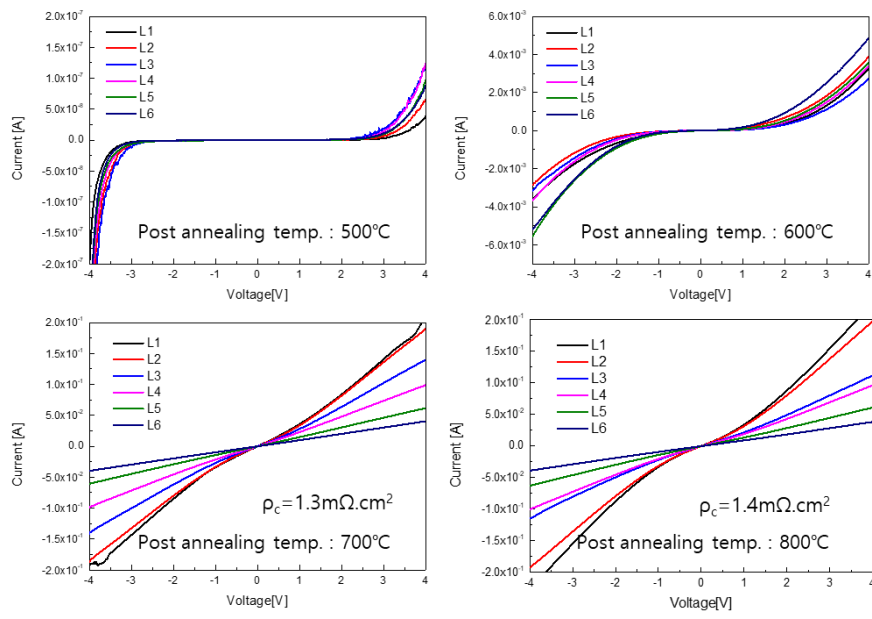 2.0x10⁻⁷
1.5x10⁻⁷
1.0x10⁻⁷
5.0x10⁻⁸
0.0
-5.0x10⁻⁸
-1.0x10⁻⁷
-1.5x10⁻⁷
-2.0x10⁻⁷
Current [A]
L1
L2
L3
L4
L5
L6
Post annealing temp. : 500℃
-4 -3 -2 -1 0 1 2 3 4
Voltage[V]
6.0x10⁻³
4.0x10⁻³
2.0x10⁻³
0.0
-2.0x10⁻³
-4.0x10⁻³
-6.0x10⁻³
Current [A]
L1
L2
L3
L4
L5
L6
Post annealing temp. : 600℃
-4 -3 -2 -1 0 1 2 3 4
Voltage[V]
2.0x10⁻¹
1.5x10⁻¹
1.0x10⁻¹
5.0x10⁻²
0.0
-5.0x10⁻²
-1.0x10⁻¹
-1.5x10⁻¹
-2.0x10⁻¹
Current [A]
L1
L2
L3
L4
L5
L6
ρc=1.3mΩ.cm²
Post annealing temp. : 700℃
-4 -3 -2 -1 0 1 2 3 4
Voltage[V]
2.0x10⁻¹
1.5x10⁻¹
1.0x10⁻¹
5.0x10⁻²
0.0
-5.0x10⁻²
-1.0x10⁻¹
-1.5x10⁻¹
-2.0x10⁻¹
Current [A]
L1
L2
L3
L4
L5
L6
ρc=1.4mΩ.cm²
Post annealing temp. : 800℃
-4 -3 -2 -1 0 1 2 3 4
Voltage[V]